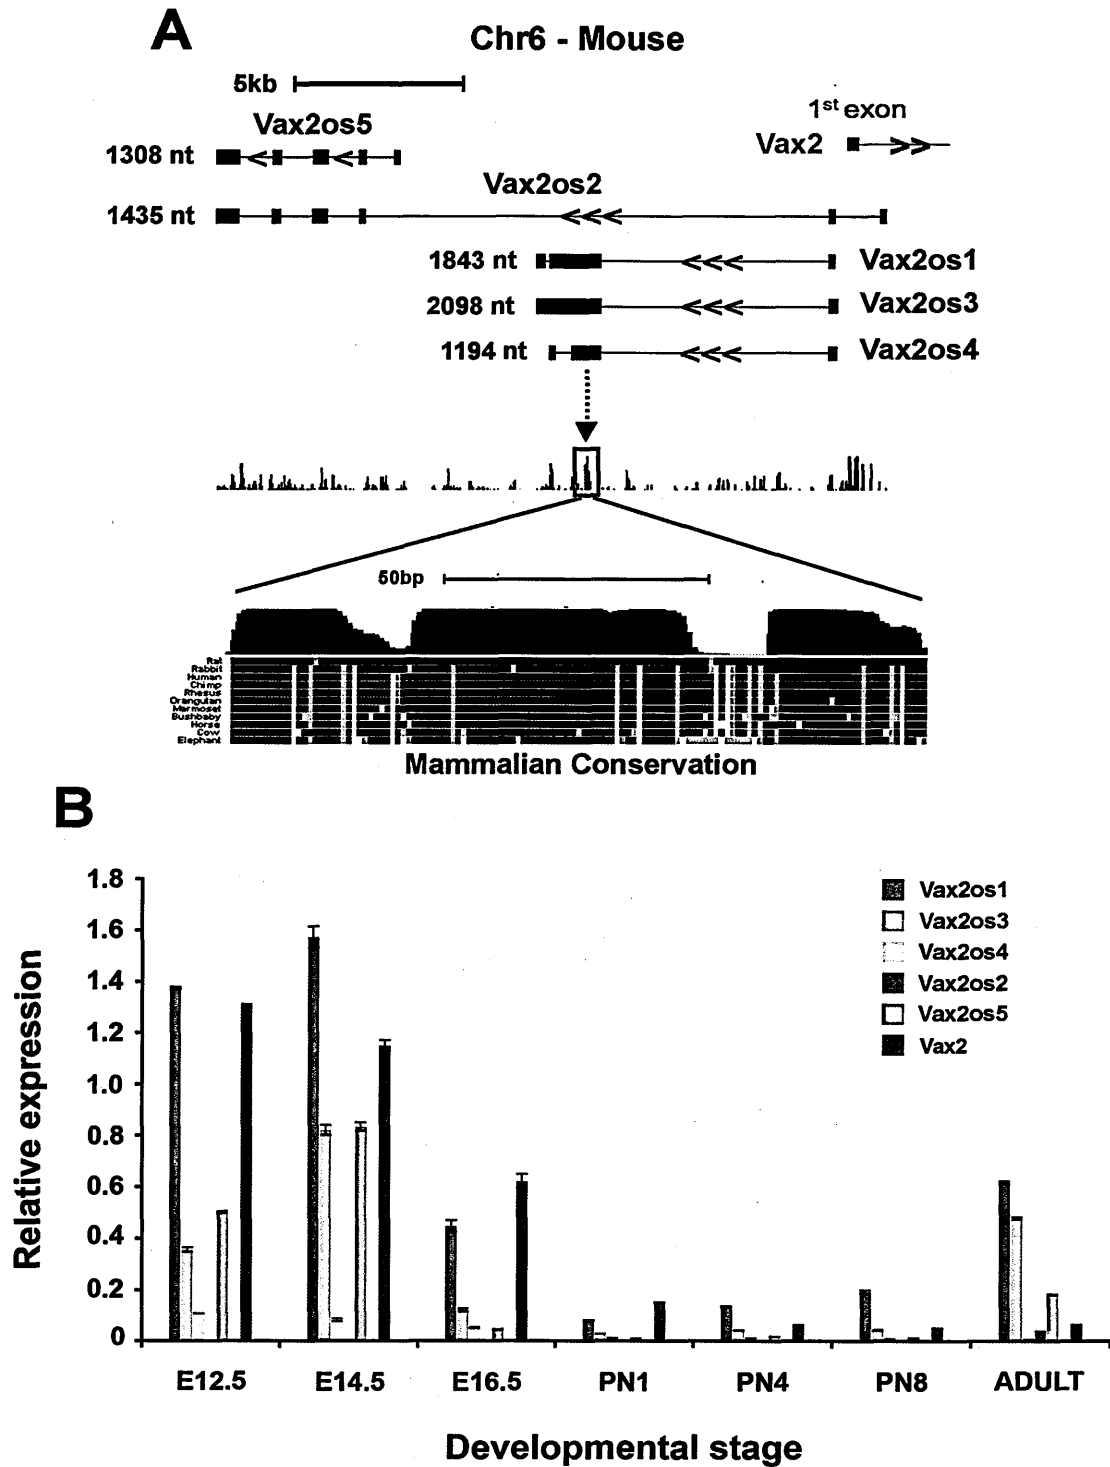 A
Chr6 - Mouse
5kb
1st exon
Vax2os5
Vax2
1308 nt
Vax2os2
1435 nt
1843 nt
Vax2os1
2098 nt
Vax2os3
1194 nt
Vax2os4
50bp
Rat
Rabbit
Human
Chimp
Rhesus
Orangutan
Marmoset
Bushbaby
Horse
Cow
Elephant
Mammalian Conservation
B
Relative expression
1.8
1.6
1.4
1.2
1.0
0.8
0.6
0.4
0.2
0
Vax2os1
Vax2os3
Vax2os4
Vax2os2
Vax2os5
Vax2
E12.5
E14.5
E16.5
PN1
PN4
PN8
ADULT
Developmental stage